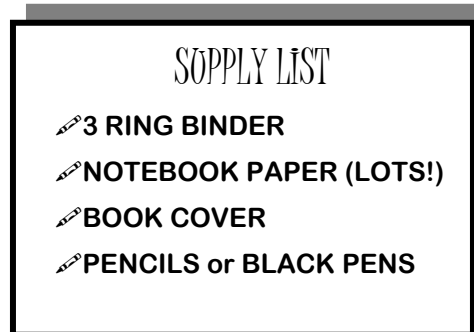 SUPPLY LIST
3 RING BINDER
NOTEBOOK PAPER (LOTS!)
BOOK COVER
PENCILS or BLACK PENS